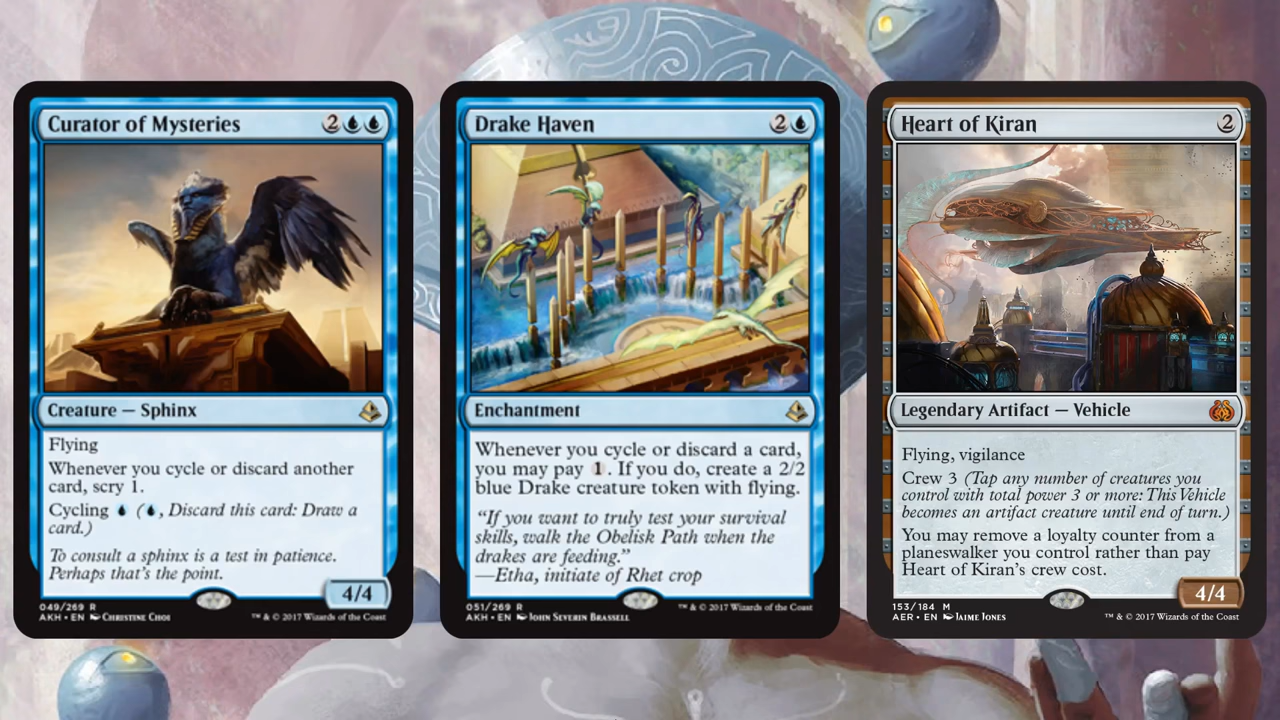 Curator of Mysteries 2
Creature — Sphinx
Flying
Whenever you cycle or discard another
card, scry 1.
Cycling (, Discard this card: Draw a
card.)
To consult a sphinx is a test in patience.
Perhaps that's the point.
4/4
049/269 R
AKH • EN Christine Choi
™ & © 2017 Wizards of the Coast
Drake Haven 2
Enchantment
Whenever you cycle or discard a card,
you may pay 1. If you do, create a 2/2
blue Drake creature token with flying.
"If you want to truly test your survival
skills, walk the Obelisk Path when the
drakes are feeding."
—Etha, initiate of Rhet crop
051/269 R
AKH • EN John Severin Brassell
™ & © 2017 Wizards of the Coast
Heart of Kiran 2
Legendary Artifact — Vehicle
Flying, vigilance
Crew 3 (Tap any number of creatures you
control with total power 3 or more: This Vehicle
becomes an artifact creature until end of turn.)
You may remove a loyalty counter from a
planeswalker you control rather than pay
Heart of Kiran's crew cost.
4/4
153/184 M
AER • EN Jaime Jones
™ & © 2017 Wizards of the Coast